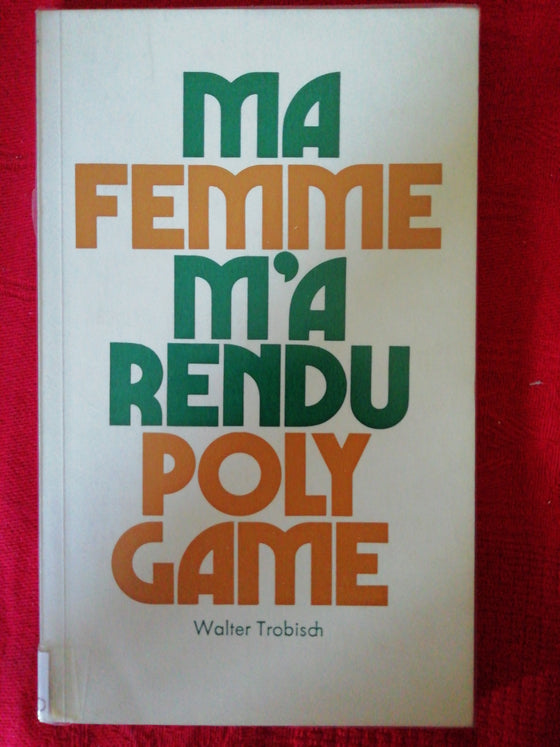 MA
FEMME
M'A
RENDU
POLY
GAME
Walter Trobisch